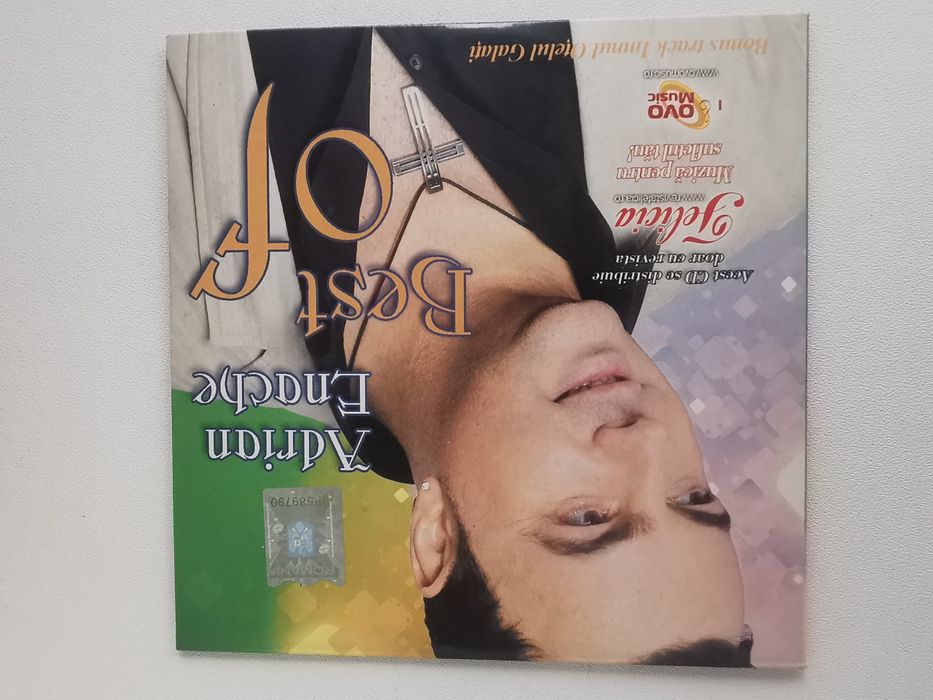 ROMANIA
Adrian
Enache
Best
of
Acest CD se distribuie
doar cu revista
Felicia
www.revistafelicia.ro
Muzică pentru
sufletul tău!
OVO
Music
www.ovomusic.ro
Bonus track Imnul Oțelul Galați